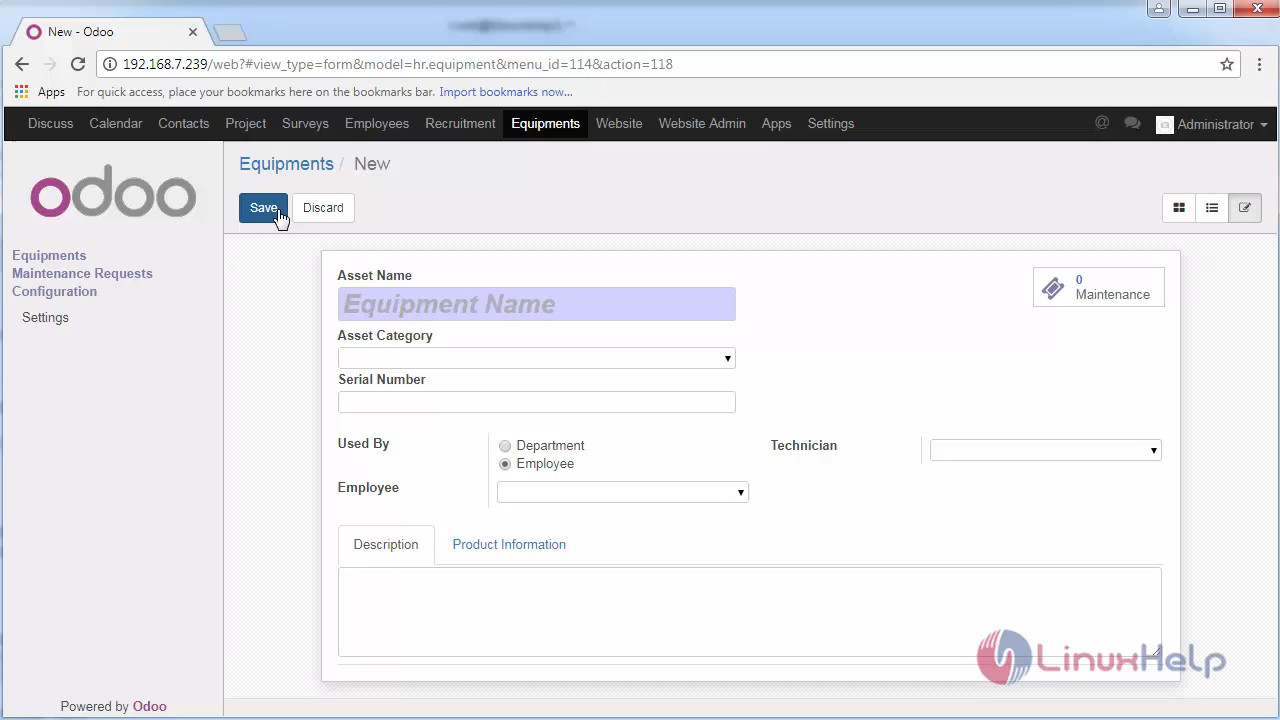 New - Odoo
192.168.7.239/web?#view_type=form&model=hr.equipment&menu_id=114&action=118
Apps For quick access, place your bookmarks here on the bookmarks bar. Import bookmarks now...
Discuss Calendar Contacts Project Surveys Employees Recruitment Equipments Website Website Admin Apps Settings @ Administrator
odoo
Equipments / New
Save Discard
Equipments
Maintenance Requests
Configuration
Settings
Asset Name
Equipment Name
0
Maintenance
Asset Category
Serial Number
Used By
Department
Employee
Technician
Employee
Description Product Information
LinuxHelp
Powered by Odoo